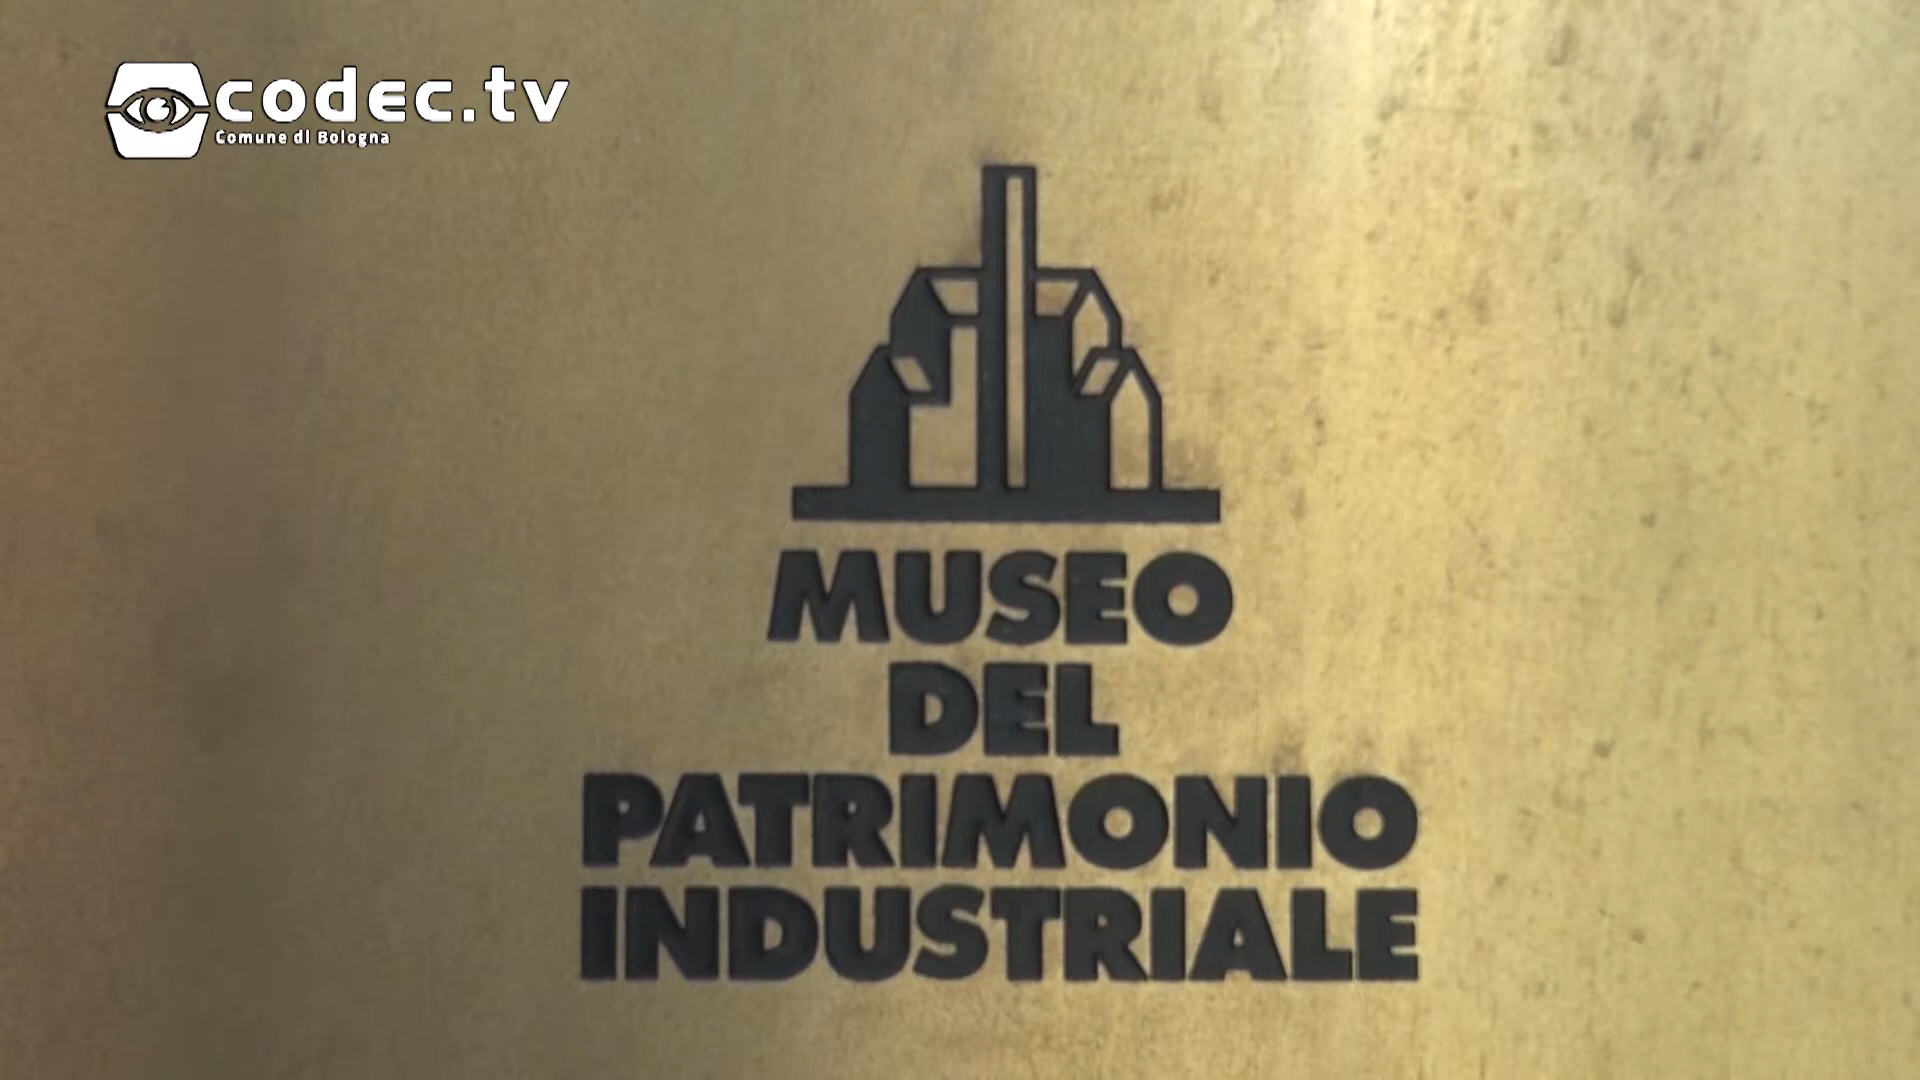 codec.tv
Comune di Bologna
MUSEO
DEL
PATRIMONIO
INDUSTRIALE